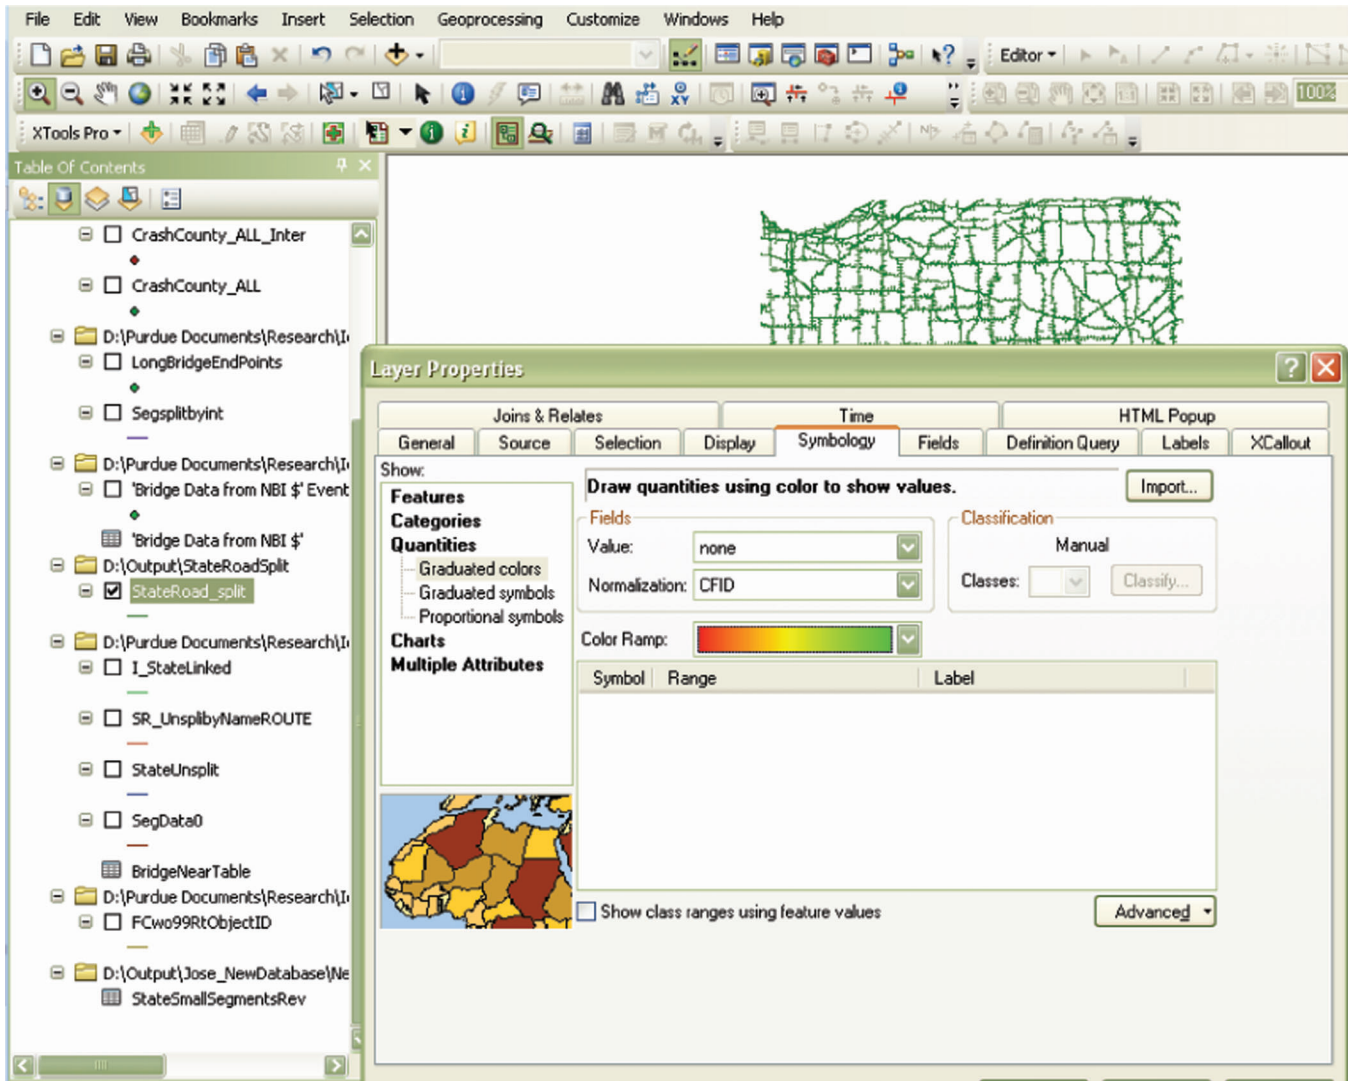 File Edit View Bookmarks Insert Selection Geoprocessing Customize Windows Help
Editor
100%
XTools Pro
Table Of Contents
CrashCounty_ALL_Inter
CrashCounty_ALL
D:\Purdue Documents\Research\I
LongBridgeEndPoints
Segsplitbyint
D:\Purdue Documents\Research\I
'Bridge Data from NBI $' Event
'Bridge Data from NBI $'
D:\Output\StateRoadSplit
StateRoad_split
D:\Purdue Documents\Research\I
I_StateLinked
SR_UnsplibyNameROUTE
StateUnsplit
SegData0
BridgeNearTable
D:\Purdue Documents\Research\I
FCwo99RtObjectID
D:\Output\Jose_NewDatabase\Ne
StateSmallSegmentsRev
Layer Properties
Joins & Relates Time HTML Popup
General Source Selection Display Symbology Fields Definition Query Labels XCallout
Show:
Features
Categories
Quantities
Graduated colors
Graduated symbols
Proportional symbols
Charts
Multiple Attributes
Draw quantities using color to show values.
Import...
Fields
Value: none
Normalization: CFID
Classification
Manual
Classes: Classify...
Color Ramp:
Symbol Range Label
Show class ranges using feature values
Advanced